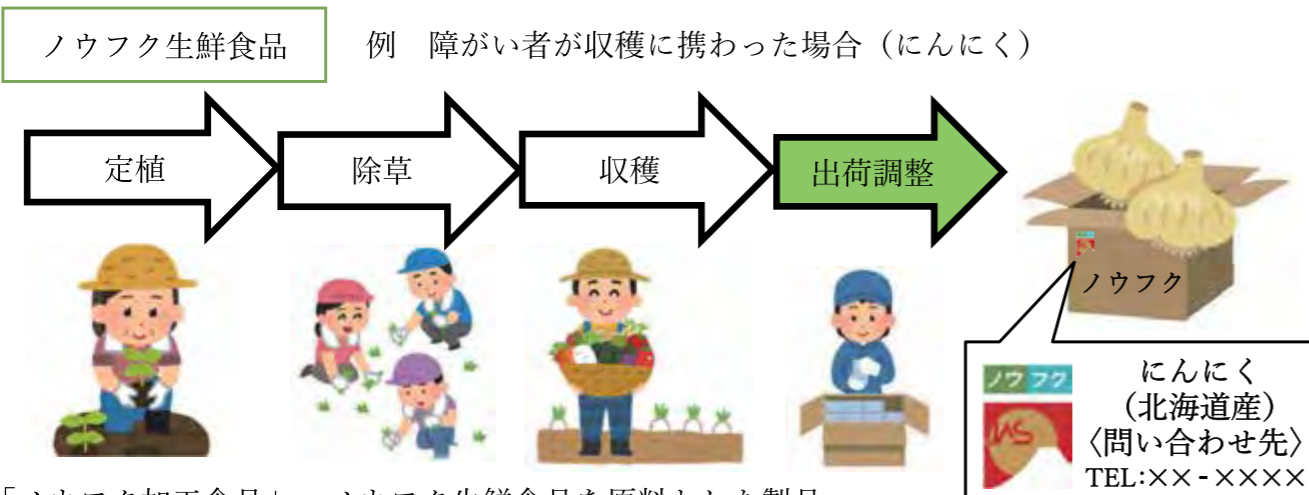 ノウフク生鮮食品 例 障がい者が収穫に携わった場合(にんにく)
定植
除草
収穫
出荷調整
ノウフク
ノウフク
JAS
にんにく
(北海道産)
〈問い合わせ先〉
TEL:××-××××